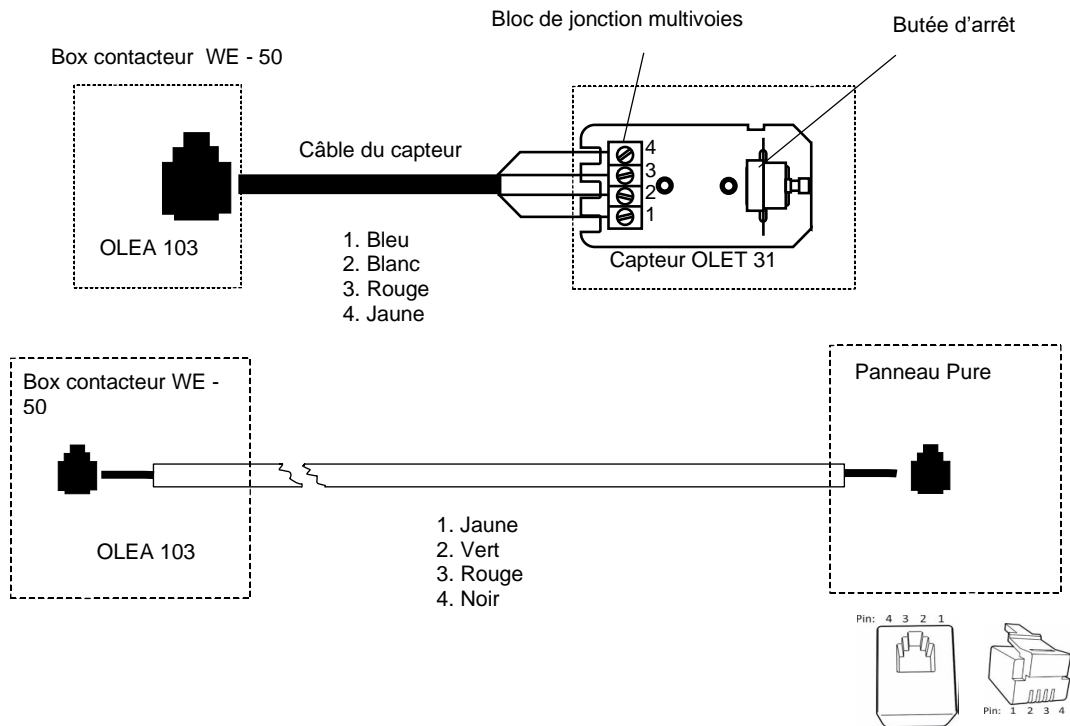 Bloc de jonction multivoies
Butée d'arrêt
Box contacteur WE - 50
Câble du capteur
4
3
2
1
OLEA 103
1. Bleu
2. Blanc
3. Rouge
4. Jaune
Capteur OLET 31
Box contacteur WE -
50
Panneau Pure
OLEA 103
1. Jaune
2. Vert
3. Rouge
4. Noir
Pin: 4 3 2 1
Pin: 1 2 3 4